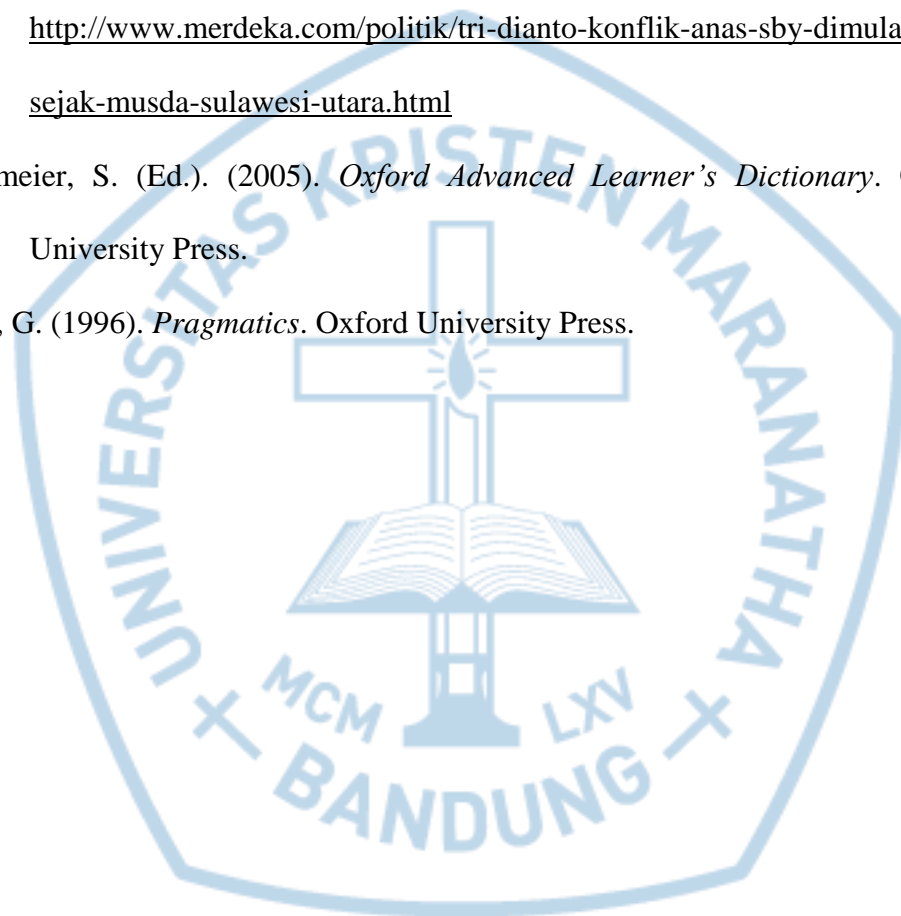 http://www.merdeka.com/politik/tri-dianto-konflik-anas-sby-dimula
sejak-musda-sulawesi-utara.html
meier, S. (Ed.). (2005). Oxford Advanced Learner’s Dictionary.
University Press.
, G. (1996). Pragmatics. Oxford University Press.
UNIVERSITAS KRISTEN MARANATHA
MCM LXV
BANDUNG